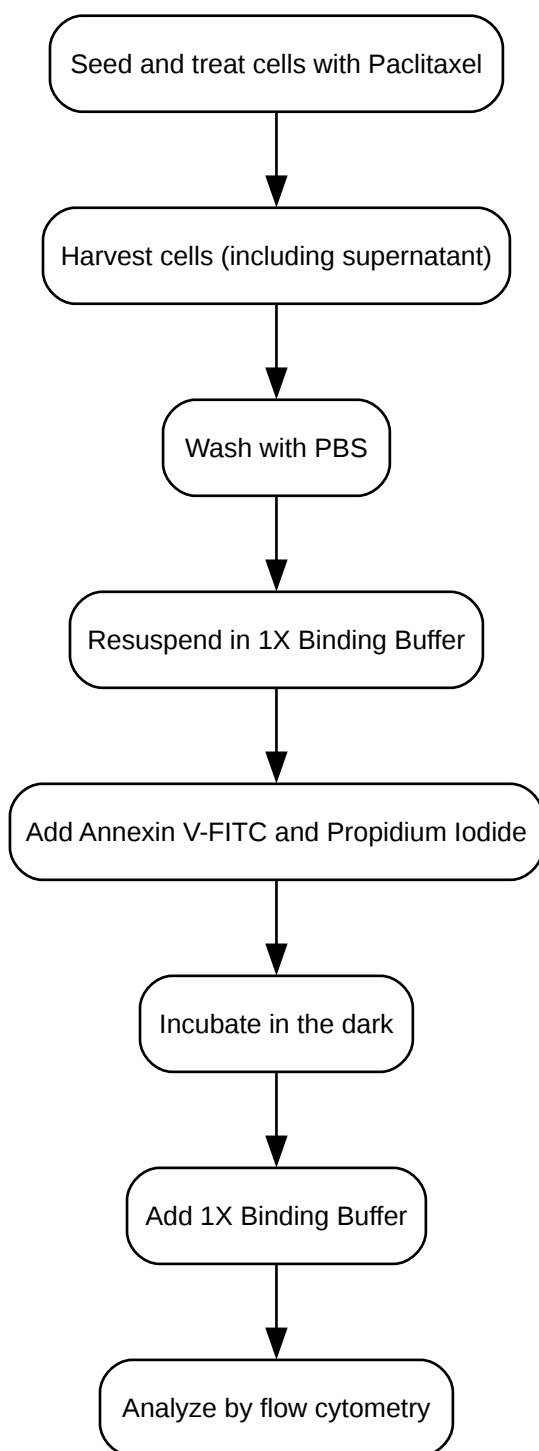 Seed and treat cells with Paclitaxel
Harvest cells (including supernatant)
Wash with PBS
Resuspend in 1X Binding Buffer
Add Annexin V-FITC and Propidium Iodide
Incubate in the dark
Add 1X Binding Buffer
Analyze by flow cytometry